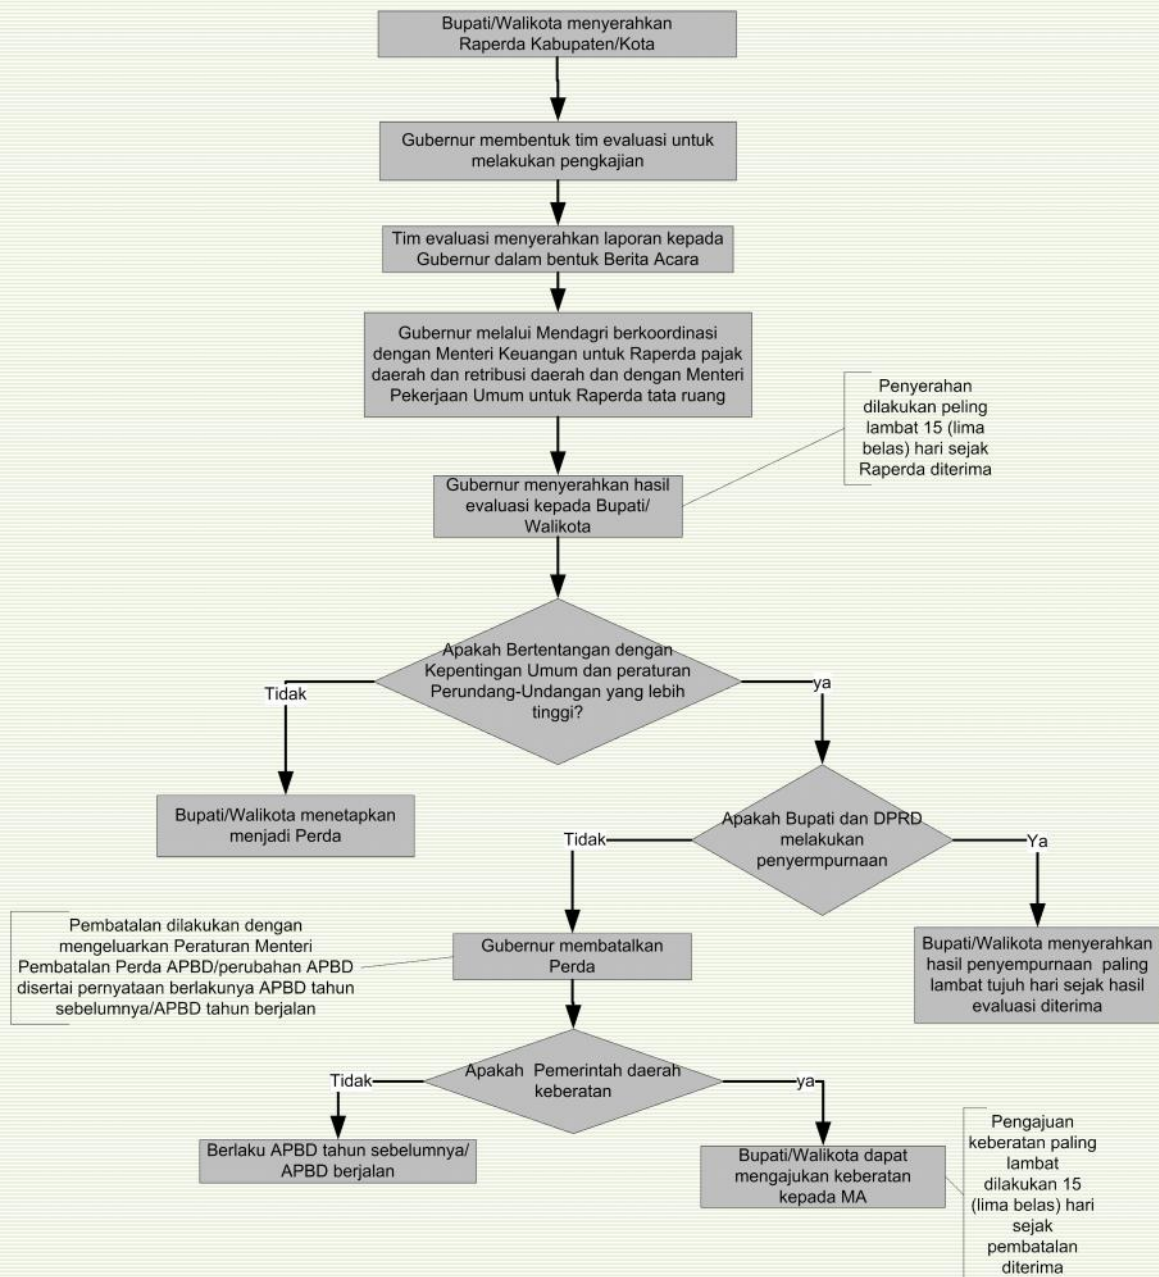 Bupati/Walikota menyerahkan
Raperda Kabupaten/Kota
Gubernur membentuk tim evaluasi untuk
melakukan pengkajian
Tim evaluasi menyerahkan laporan kepada
Gubernur dalam bentuk Berita Acara
Gubernur melalui Mendagri berkoordinasi
dengan Menteri Keuangan untuk Raperda pajak
daerah dan retribusi daerah dan dengan Menteri
Pekerjaan Umum untuk Raperda tata ruang
Penyerahan
dilakukan peling
lambat 15 (lima
belas) hari sejak
Raperda diterima
Gubernur menyerahkan hasil
evaluasi kepada Bupati/
Walikota
Apakah Bertentangan dengan
Kepentingan Umum dan peraturan
Perundang-Undangan yang lebih
tinggi?
Tidak
ya
Bupati/Walikota menetapkan
menjadi Perda
Apakah Bupati dan DPRD
melakukan
penyermpurnaan
Tidak
Ya
Pembatalan dilakukan dengan
mengeluarkan Peraturan Menteri
Pembatalan Perda APBD/perubahan APBD
disertai pernyataan berlakunya APBD tahun
sebelumnya/APBD tahun berjalan
Gubernur membatalkan
Perda
Bupati/Walikota menyerahkan
hasil penyempurnaan paling
lambat tujuh hari sejak hasil
evaluasi diterima
Apakah Pemerintah daerah
keberatan
Tidak
ya
Berlaku APBD tahun sebelumnya/
APBD berjalan
Bupati/Walikota dapat
mengajukan keberatan
kepada MA
Pengajuan
keberatan paling
lambat
dilakukan 15
(lima belas) hari
sejak
pembatalan
diterima